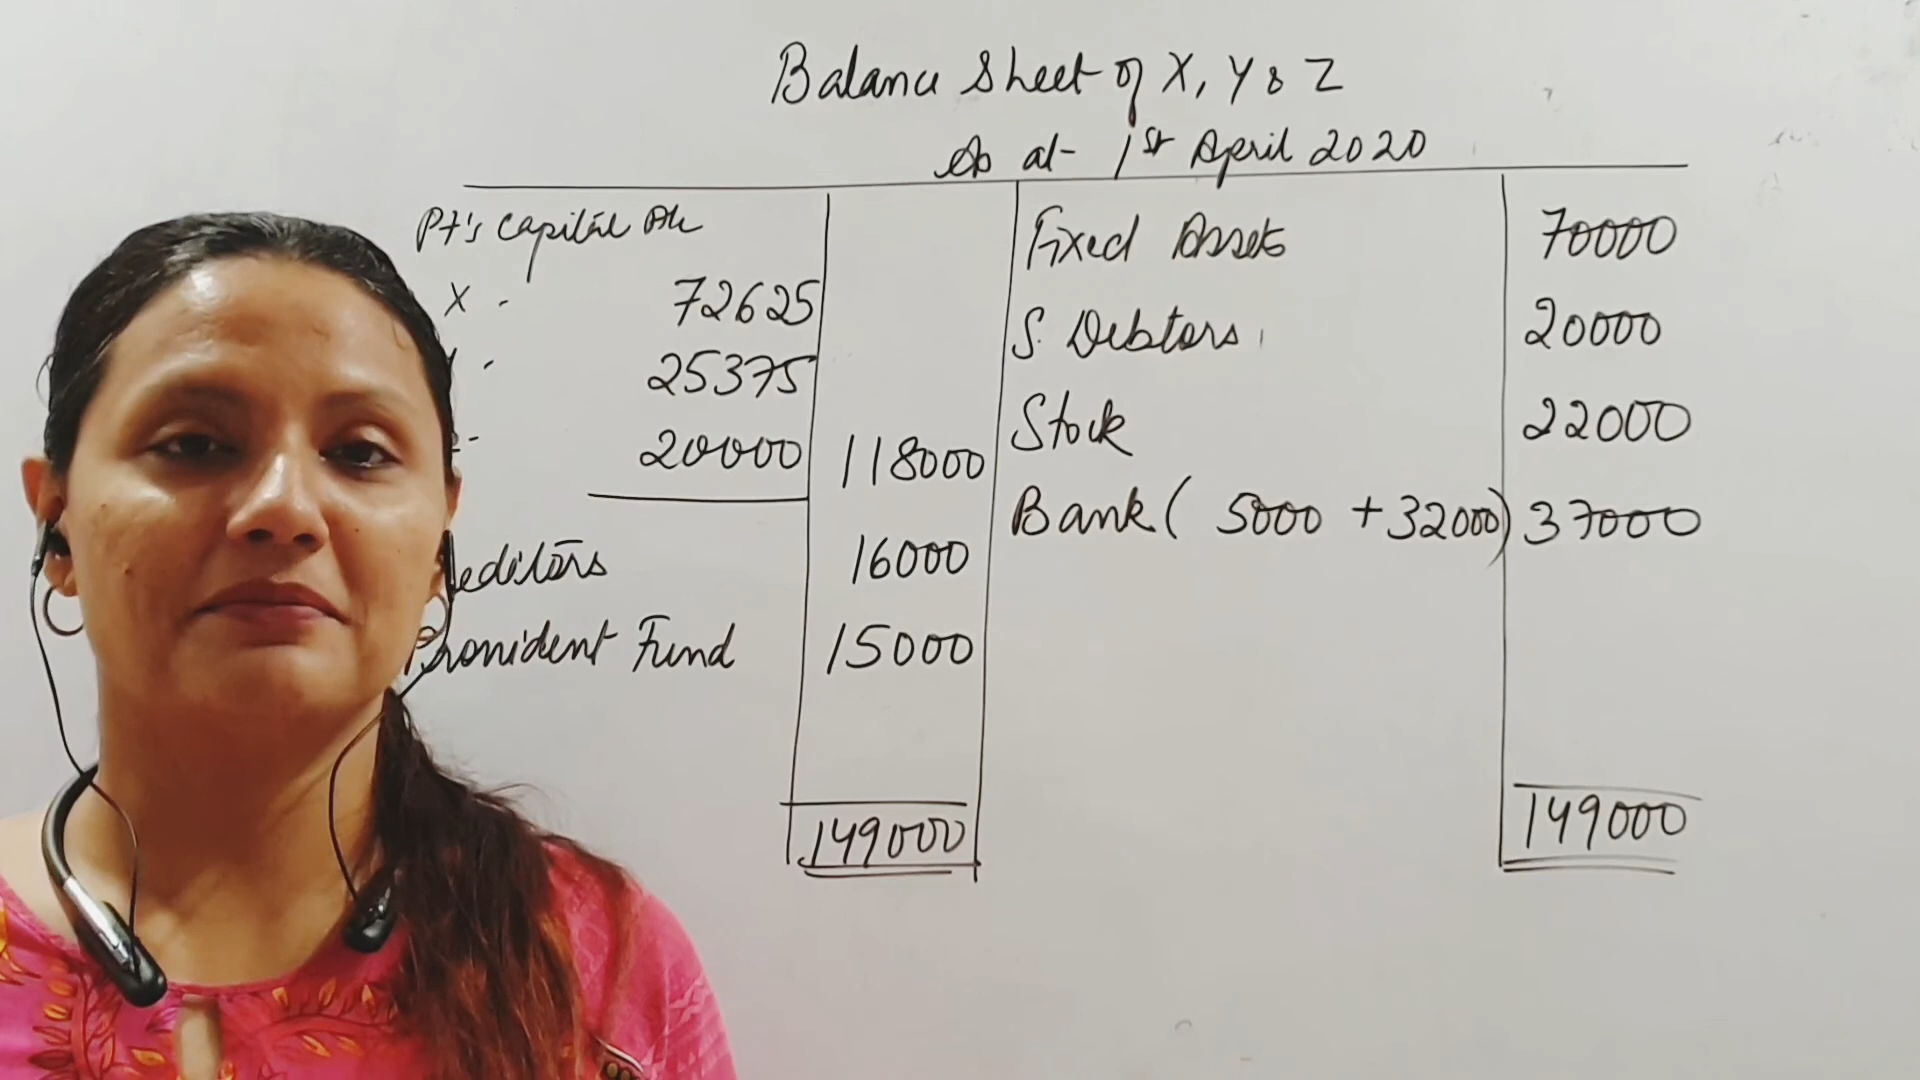 Balance Sheet of X, Y & Z
As at 1st April 2020
Pt's Capital A/c
X - 72625
- 25375
- 20000 118000
editors 16000
Provident Fund 15000
149000
Fixed Assets 70000
S. Debtors 20000
Stock 22000
Bank ( 5000 + 32000) 37000
149000